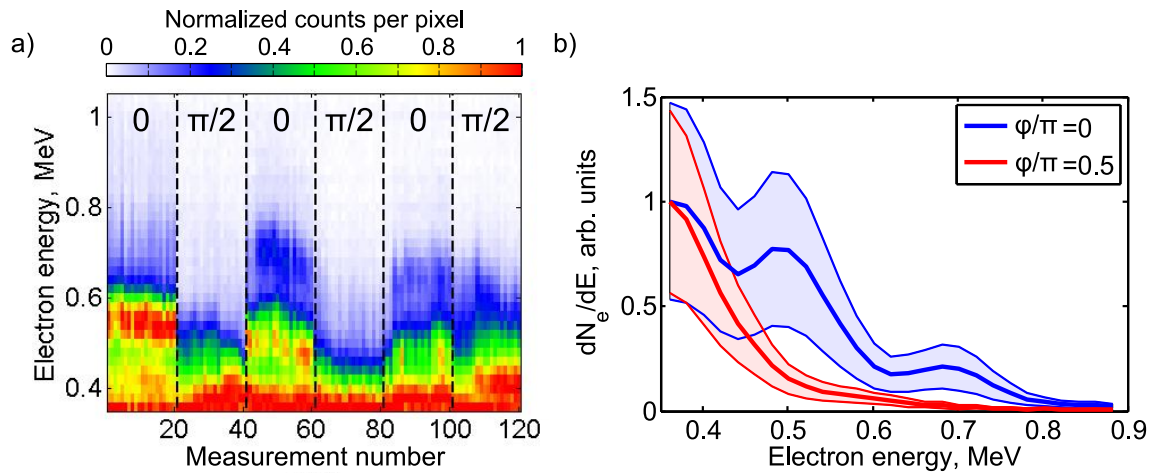 a)
Normalized counts per pixel
0 0.2 0.4 0.6 0.8 1
Electron energy, MeV
1
0.8
0.6
0.4
0 π/2 0 π/2 0 π/2
20 40 60 80 100 120
Measurement number
b)
dNe/dE, arb. units
1.5
1
0.5
0
φ/π=0
φ/π=0.5
0.4 0.5 0.6 0.7 0.8 0.9
Electron energy, MeV